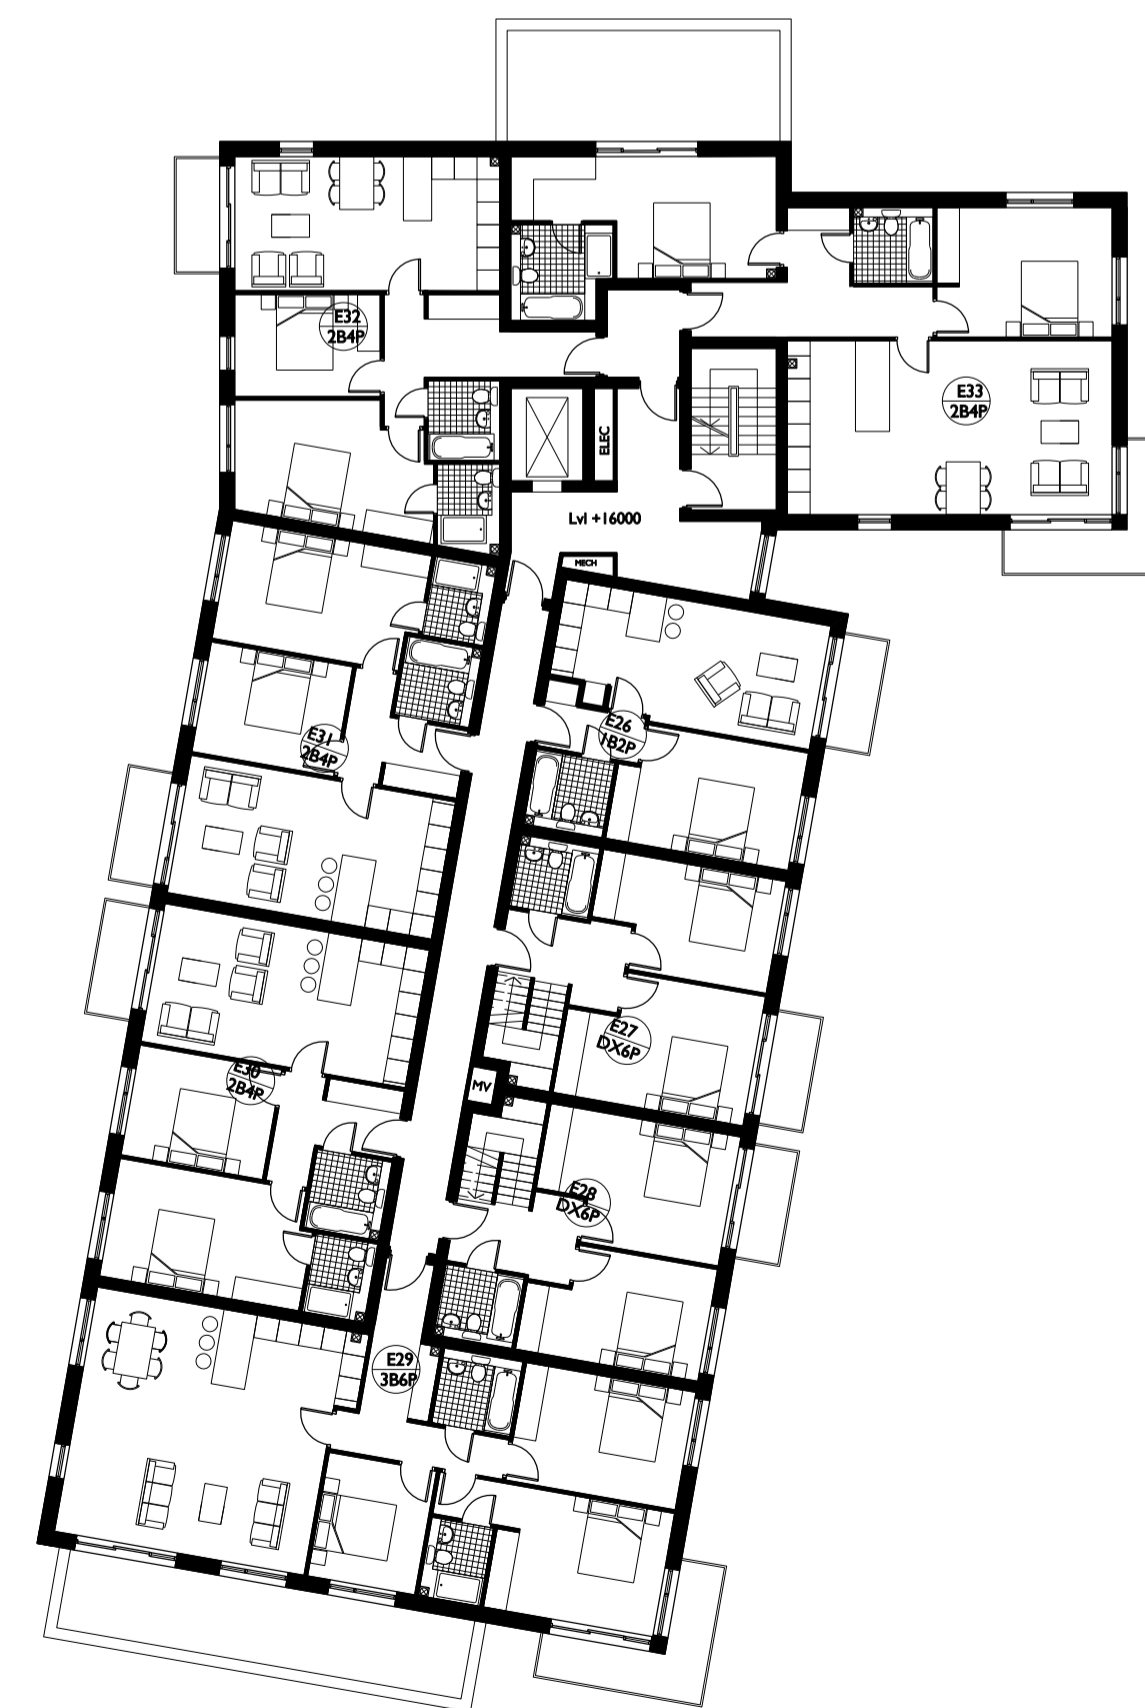 E32
2B4P
E33
2B4P
ELEC
Lvl +16000
MECH
E26
1B2P
E31
2B4P
E27
DX6P
E30
2B4P
MV
E28
DX6P
E29
3B6P